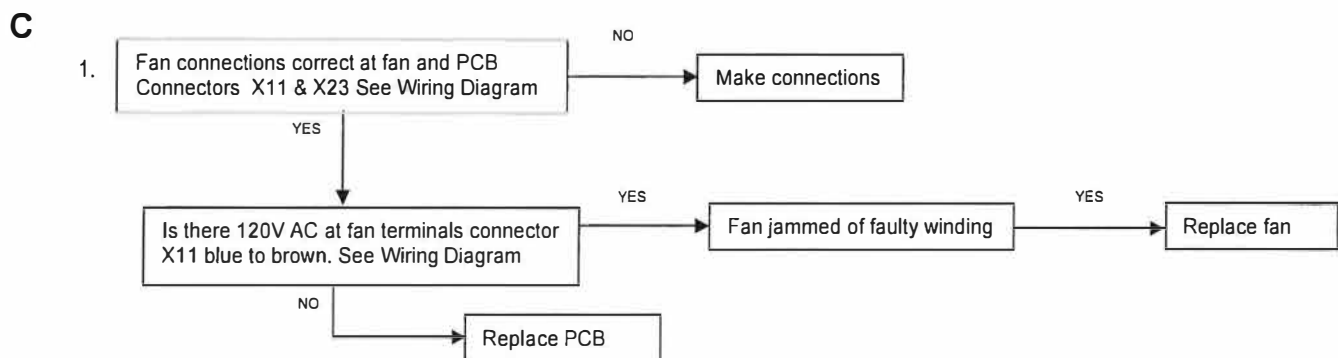 C
1.
Fan connections correct at fan and PCB
Connectors X11 & X23 See Wiring Diagram
NO
Make connections
YES
Is there 120V AC at fan terminals connector
X11 blue to brown. See Wiring Diagram
YES
Fan jammed of faulty winding
YES
Replace fan
NO
Replace PCB